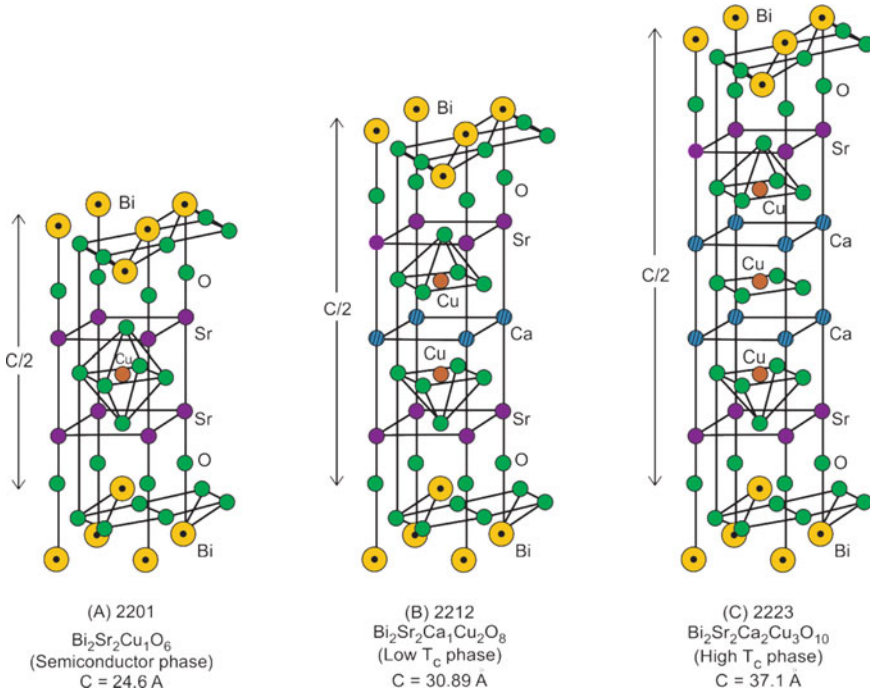 Bi
O
Sr
Cu
Sr
O
Bi
C/2
(A) 2201
Bi₂Sr₂Cu₁O₆
(Semiconductor phase)
C = 24.6 A
Bi
O
Sr
Cu
Ca
Cu
Sr
O
Bi
C/2
(B) 2212
Bi₂Sr₂Ca₁Cu₂O₈
(Low T꜀ phase)
C = 30.89 Å
Bi
O
Sr
Cu
Ca
Cu
Ca
Cu
Sr
O
Bi
C/2
(C) 2223
Bi₂Sr₂Ca₂Cu₃O₁₀
(High T꜀ phase)
C = 37.1 Å